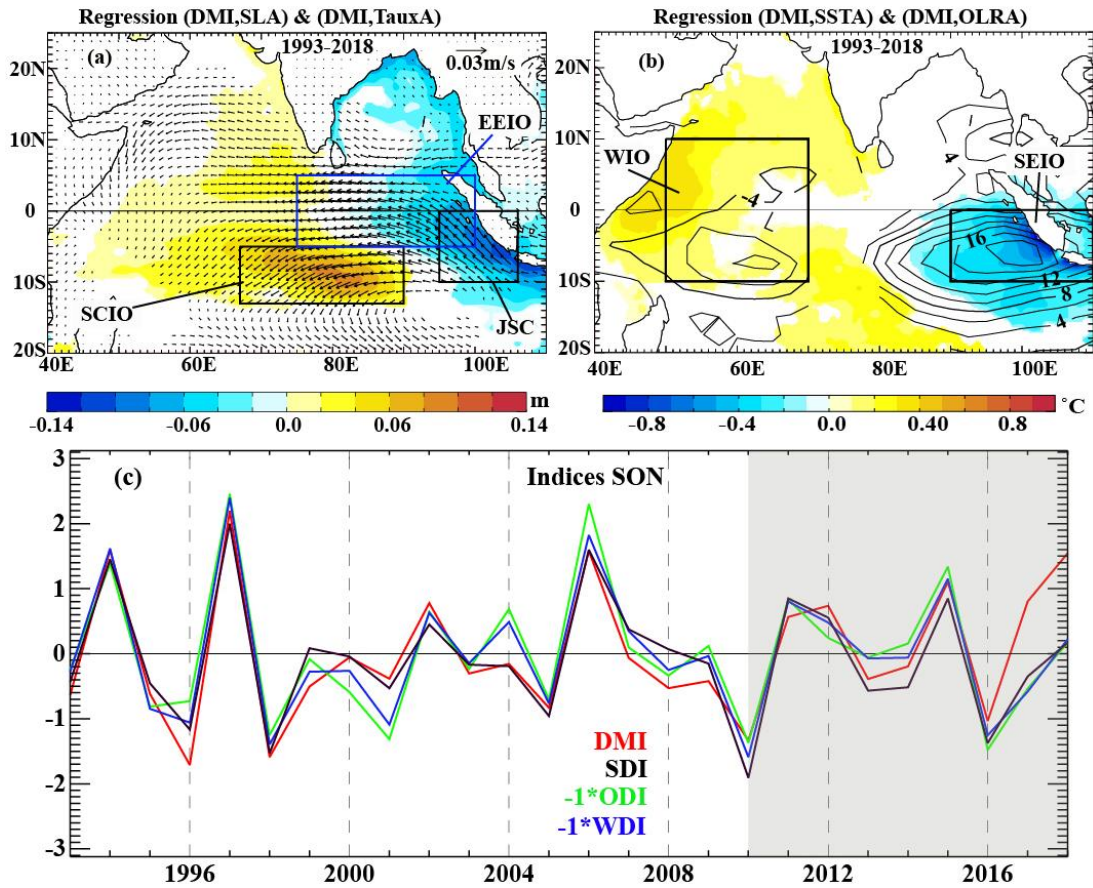 Regression (DMI,SLA) & (DMI,TauxA)
Regression (DMI,SSTA) & (DMI,OLRA)
(a)
1993-2018
0.03m/s
EEIO
SCIO
JSC
20N
10N
0
10S
20S
40E
60E
80E
100E
-0.14
-0.06
0.0
0.06
0.14
m
(b)
1993-2018
WIO
SEIO
4
-4
16
12
8
4
20N
10N
0
10S
20S
40E
60E
80E
100E
-0.8
-0.4
0.0
0.40
0.8
°C
(c)
Indices SON
3
2
1
0
-1
-2
-3
DMI
SDI
-1*ODI
-1*WDI
1996
2000
2004
2008
2012
2016